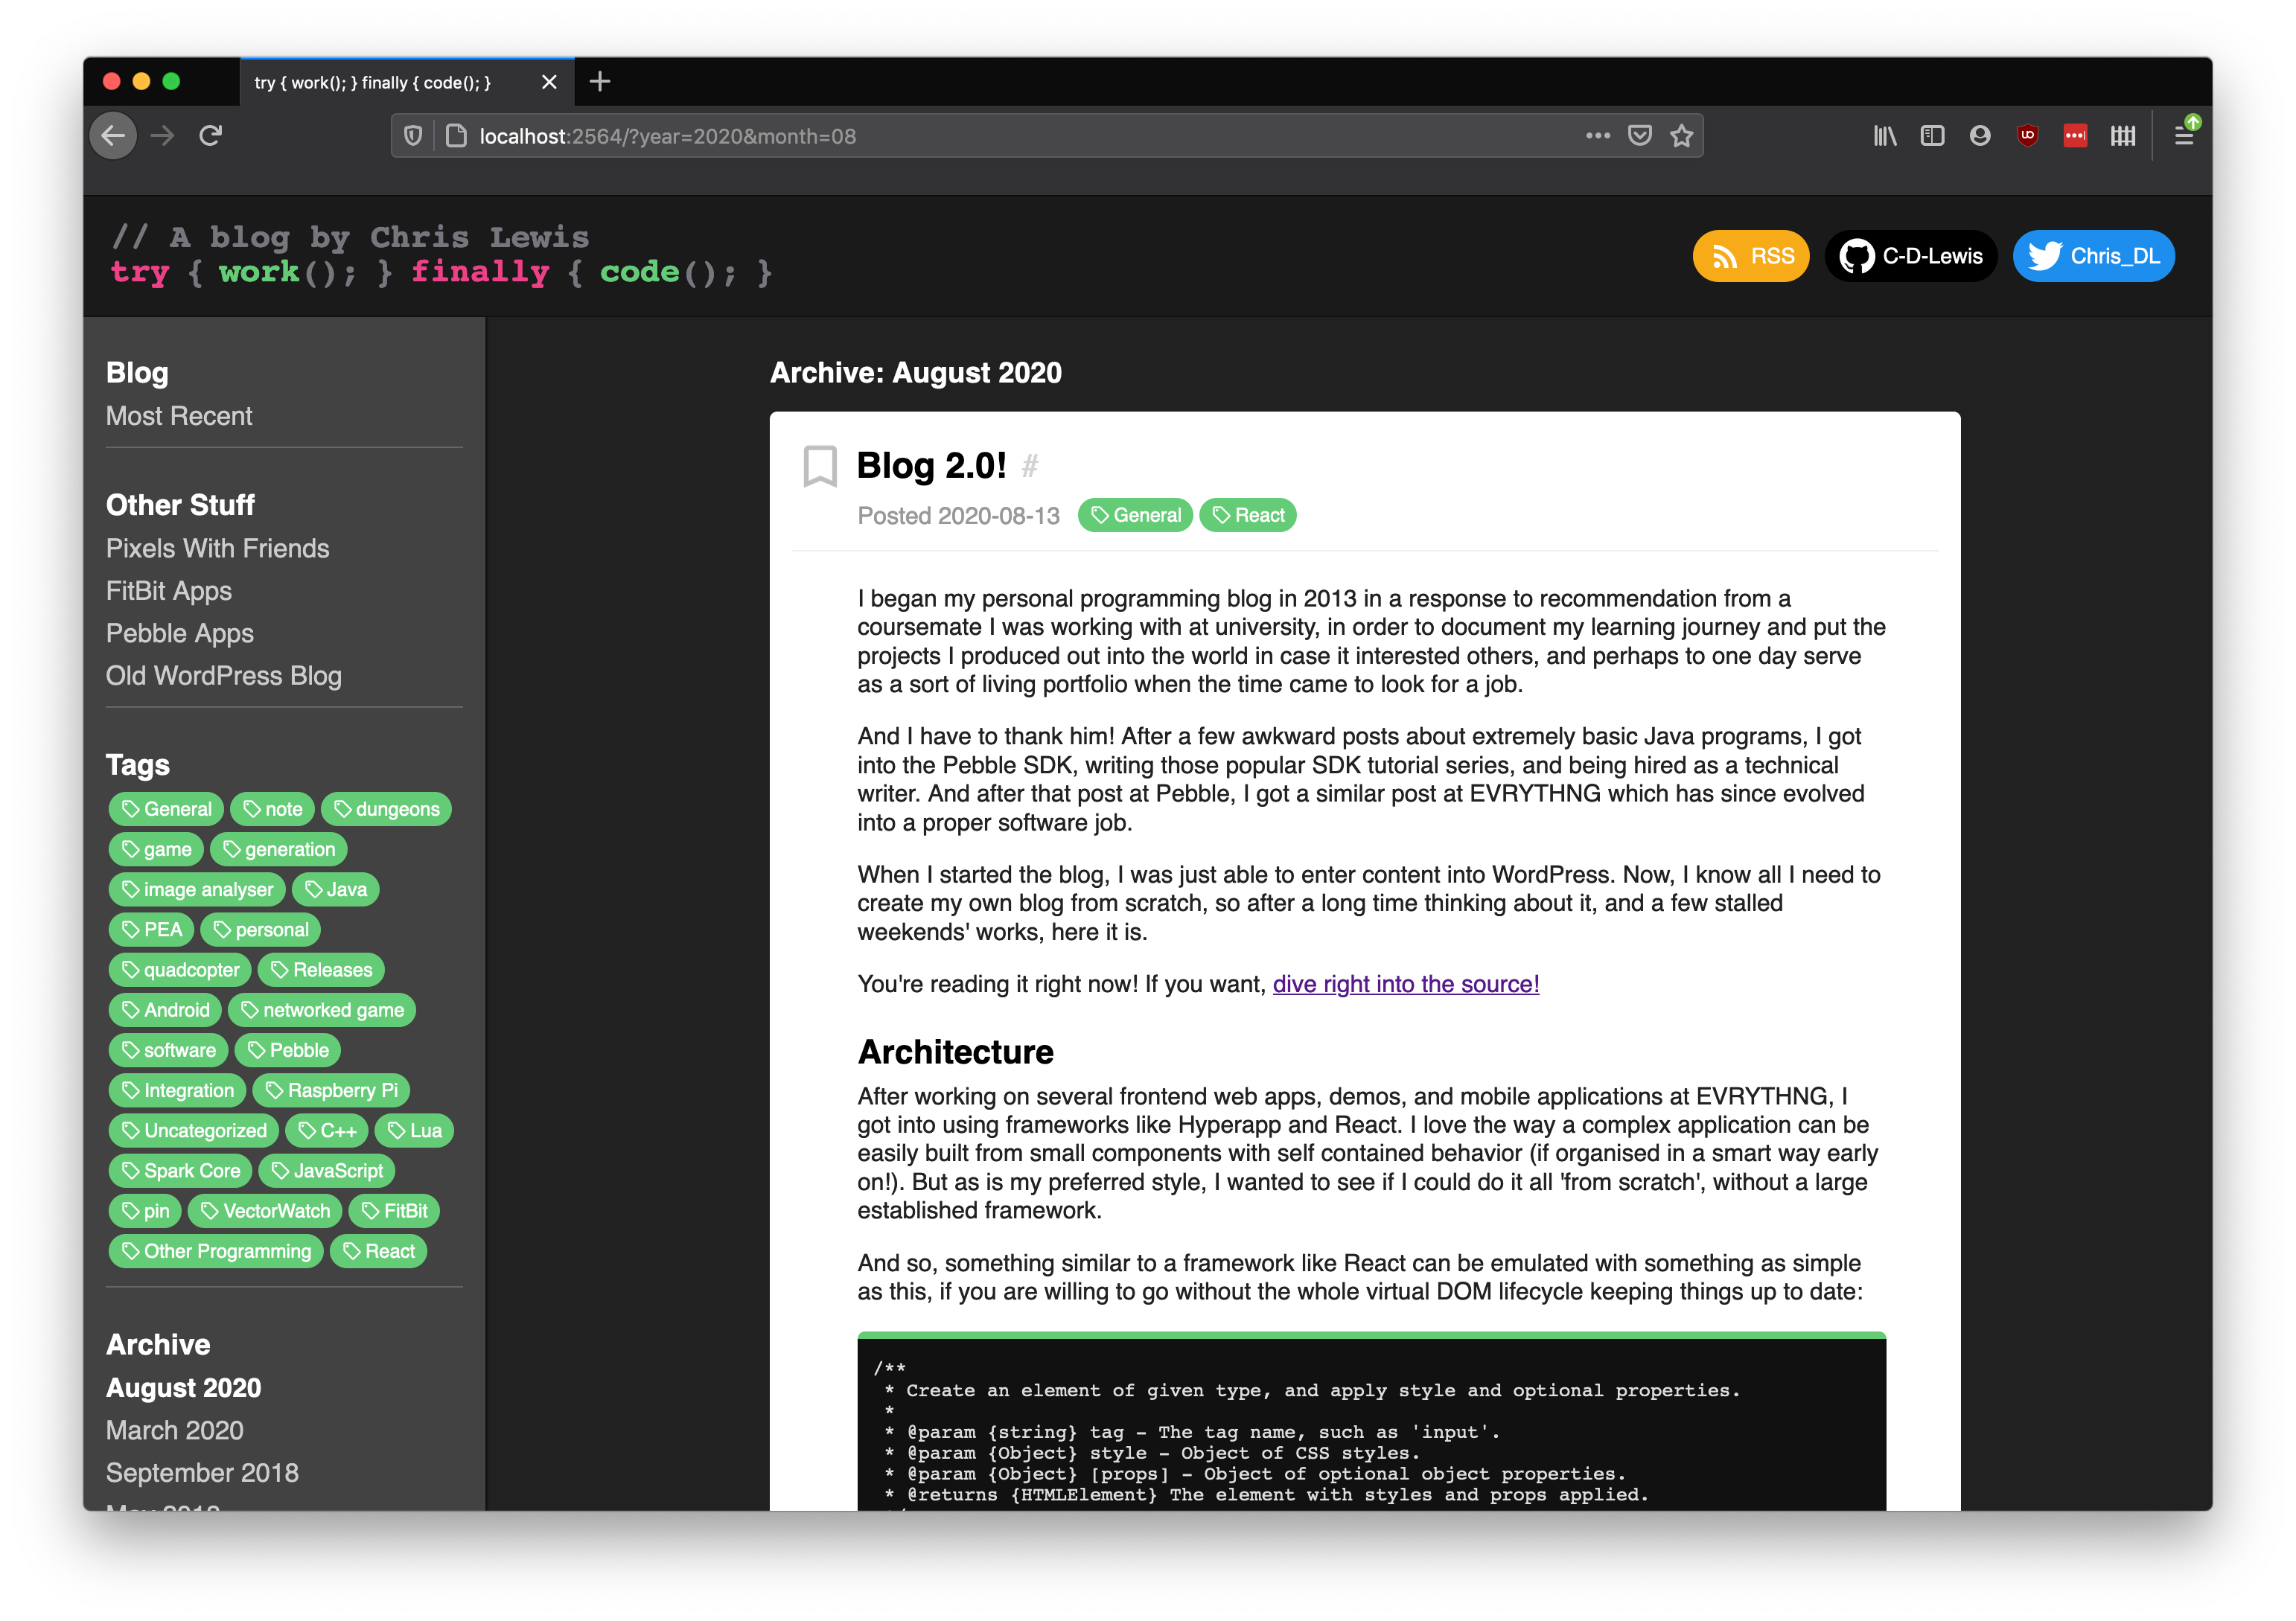 try { work(); } finally { code(); }
localhost:2564/?year=2020&month=08
// A blog by Chris Lewis
try { work(); } finally { code(); }
RSS
C-D-Lewis
Chris_DL
Blog
Most Recent
Other Stuff
Pixels With Friends
FitBit Apps
Pebble Apps
Old WordPress Blog
Tags
General note dungeons
game generation
image analyser Java
PEA personal
quadcopter Releases
Android networked game
software Pebble
Integration Raspberry Pi
Uncategorized C++ Lua
Spark Core JavaScript
pin VectorWatch FitBit
Other Programming React
Archive
August 2020
March 2020
September 2018
May 2018
Archive: August 2020
Blog 2.0! #
Posted 2020-08-13 General React
I began my personal programming blog in 2013 in a response to recommendation from a
coursemate I was working with at university, in order to document my learning journey and put the
projects I produced out into the world in case it interested others, and perhaps to one day serve
as a sort of living portfolio when the time came to look for a job.
And I have to thank him! After a few awkward posts about extremely basic Java programs, I got
into the Pebble SDK, writing those popular SDK tutorial series, and being hired as a technical
writer. And after that post at Pebble, I got a similar post at EVRYTHNG which has since evolved
into a proper software job.
When I started the blog, I was just able to enter content into WordPress. Now, I know all I need to
create my own blog from scratch, so after a long time thinking about it, and a few stalled
weekends' works, here it is.
You're reading it right now! If you want, dive right into the source!
Architecture
After working on several frontend web apps, demos, and mobile applications at EVRYTHNG, I
got into using frameworks like Hyperapp and React. I love the way a complex application can be
easily built from small components with self contained behavior (if organised in a smart way early
on!). But as is my preferred style, I wanted to see if I could do it all 'from scratch', without a large
established framework.
And so, something similar to a framework like React can be emulated with something as simple
as this, if you are willing to go without the whole virtual DOM lifecycle keeping things up to date:
/**
* Create an element of given type, and apply style and optional properties.
*
* @param {string} tag - The tag name, such as 'input'.
* @param {Object} style - Object of CSS styles.
* @param {Object} [props] - Object of optional object properties.
* @returns {HTMLElement} The element with styles and props applied.